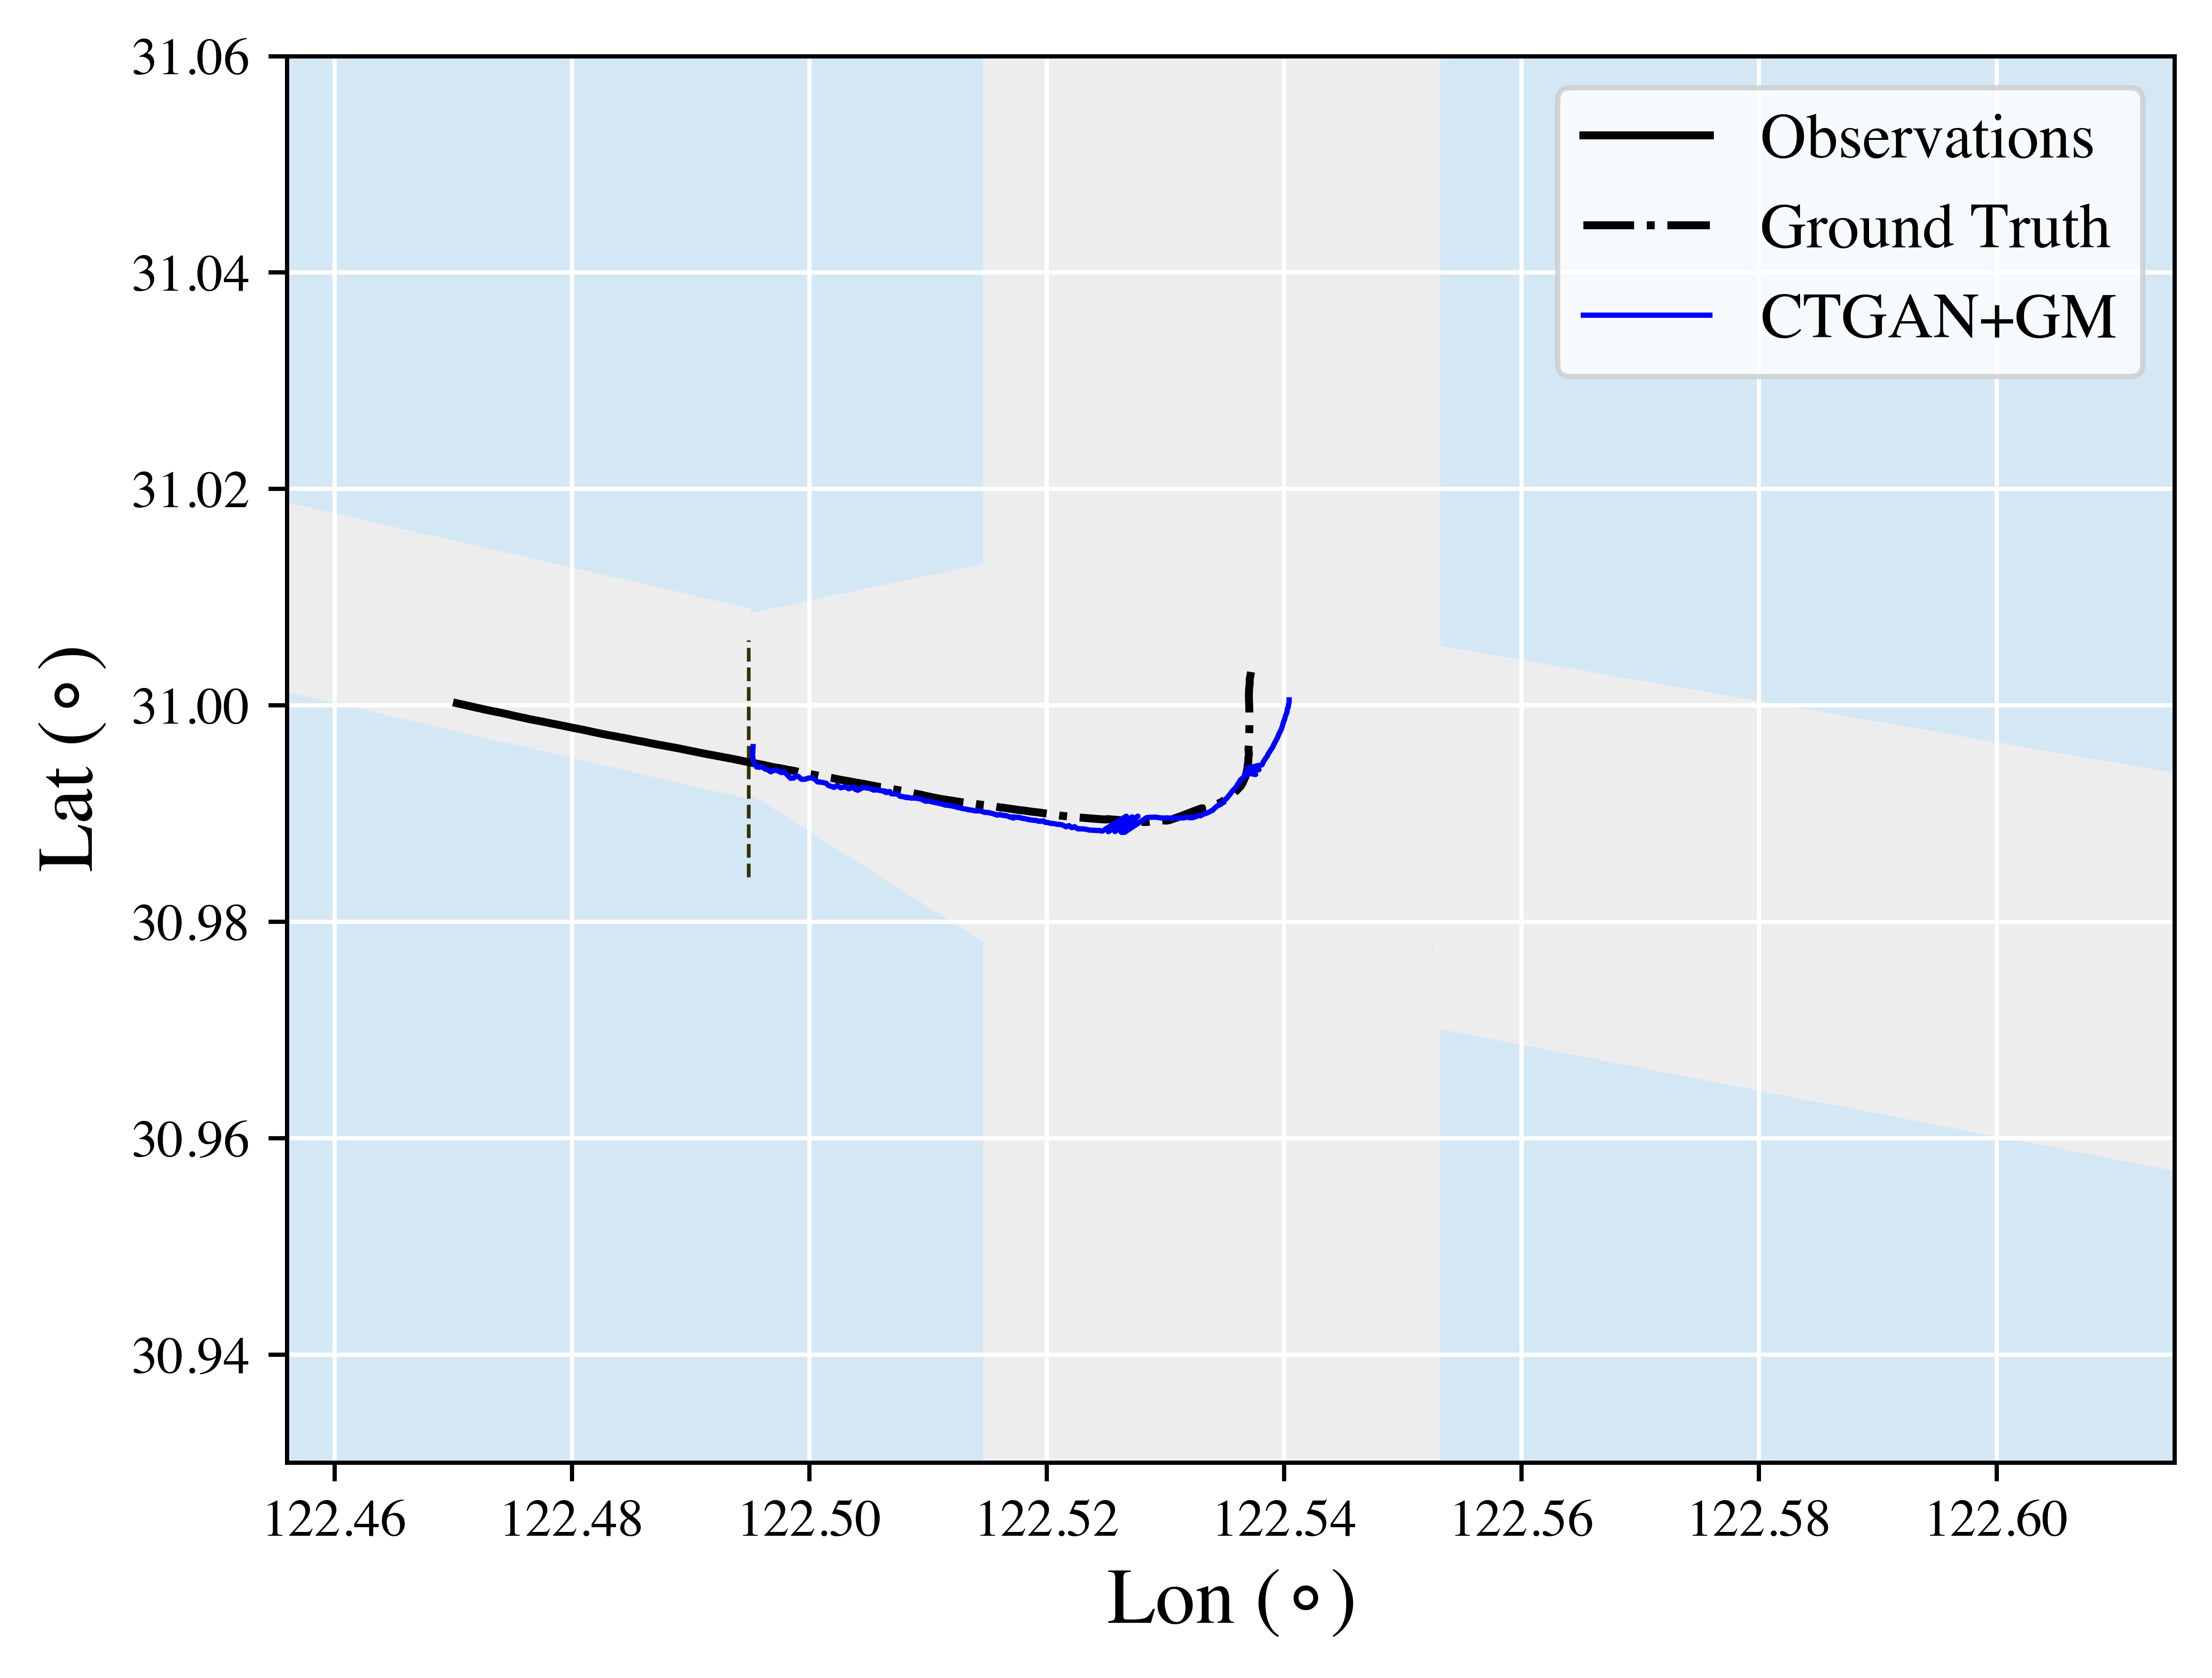 31.06
31.04
31.02
31.00
30.98
30.96
30.94
Lat (∘)
Observations
Ground Truth
CTGAN+GM
122.46 122.48 122.50 122.52 122.54 122.56 122.58 122.60
Lon (∘)